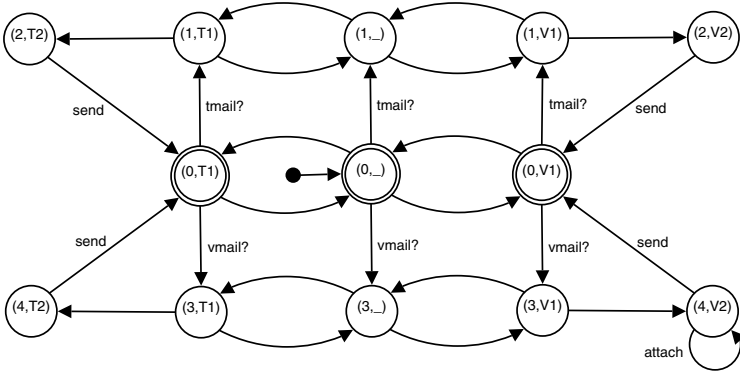 (2,T2)
(1,T1)
(1,_)
(1,V1)
(2,V2)
send
tmail?
tmail?
tmail?
send
(0,T1)
(0,_)
(0,V1)
send
vmail?
vmail?
vmail?
send
(4,T2)
(3,T1)
(3,_)
(3,V1)
(4,V2)
attach